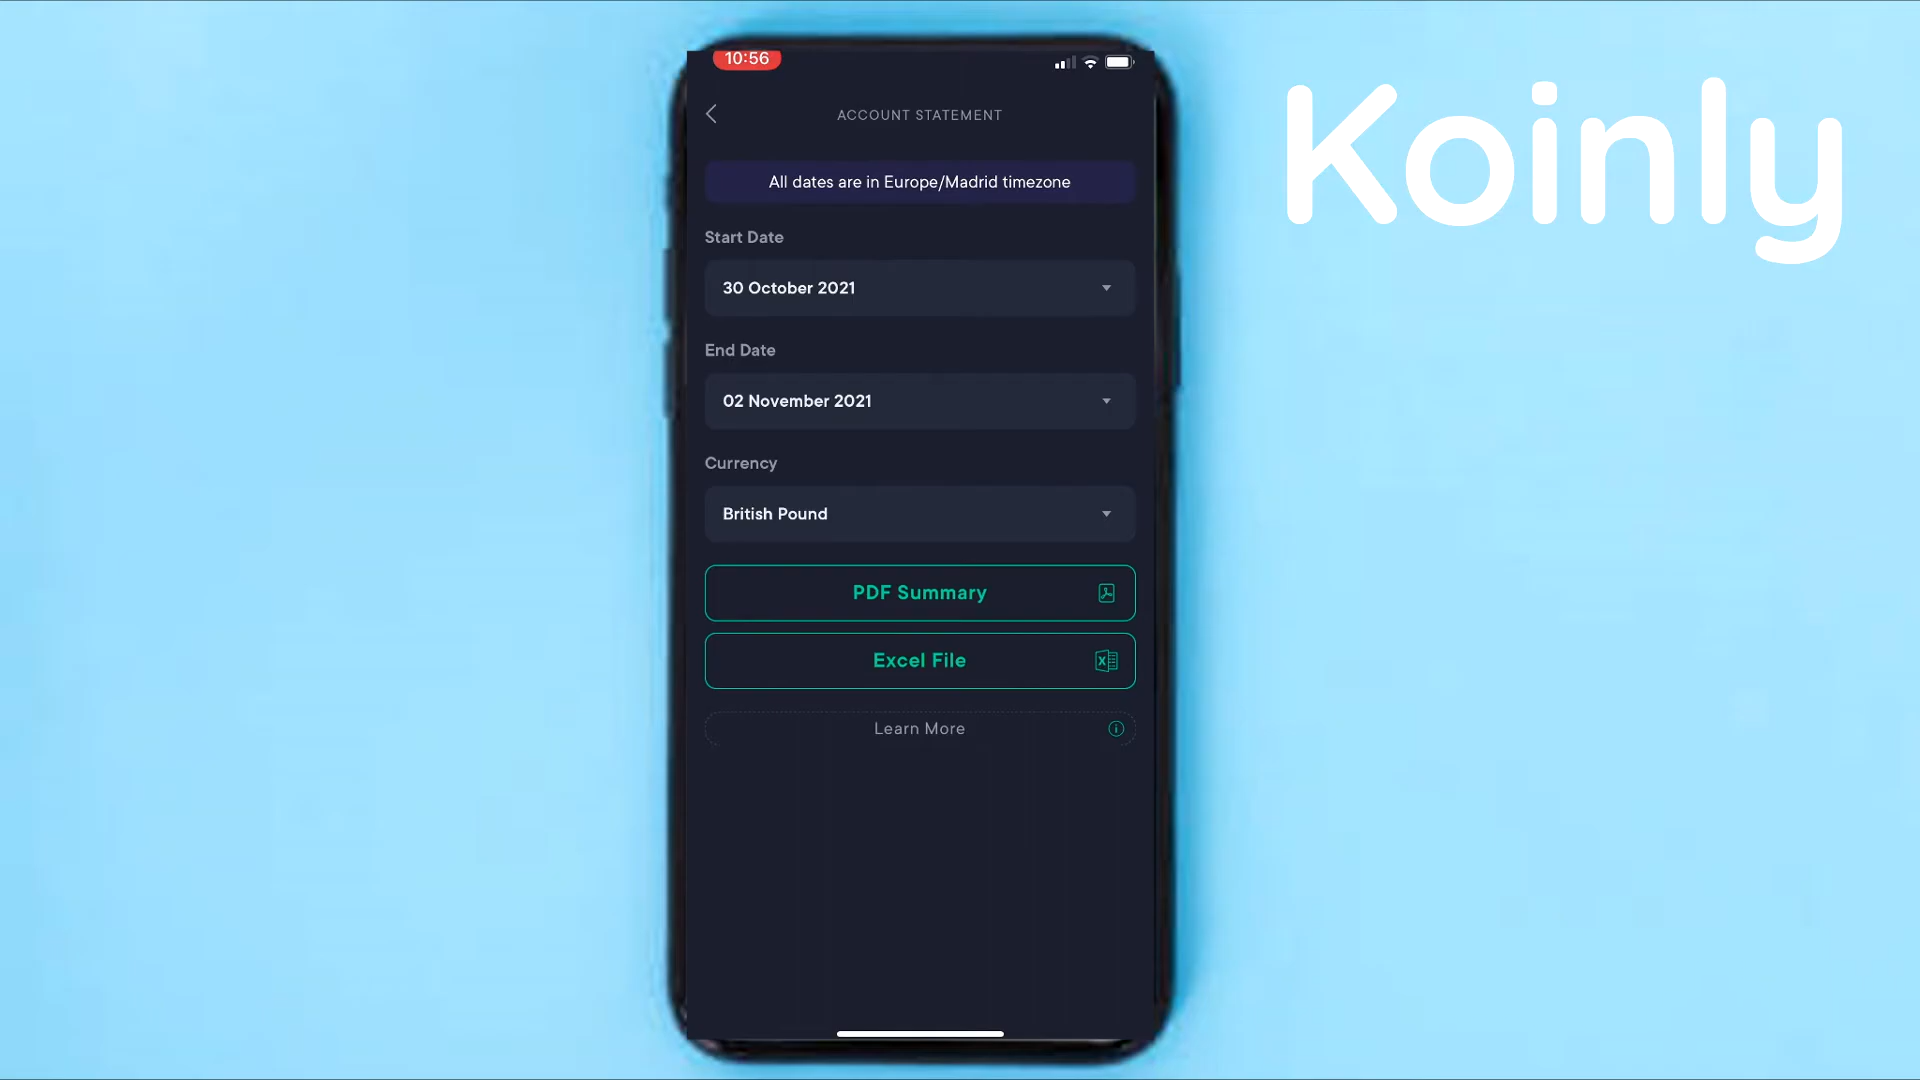 10:56
Koinly
ACCOUNT STATEMENT
All dates are in Europe/Madrid timezone
Start Date
30 October 2021
End Date
02 November 2021
Currency
British Pound
PDF Summary
Excel File
Learn More